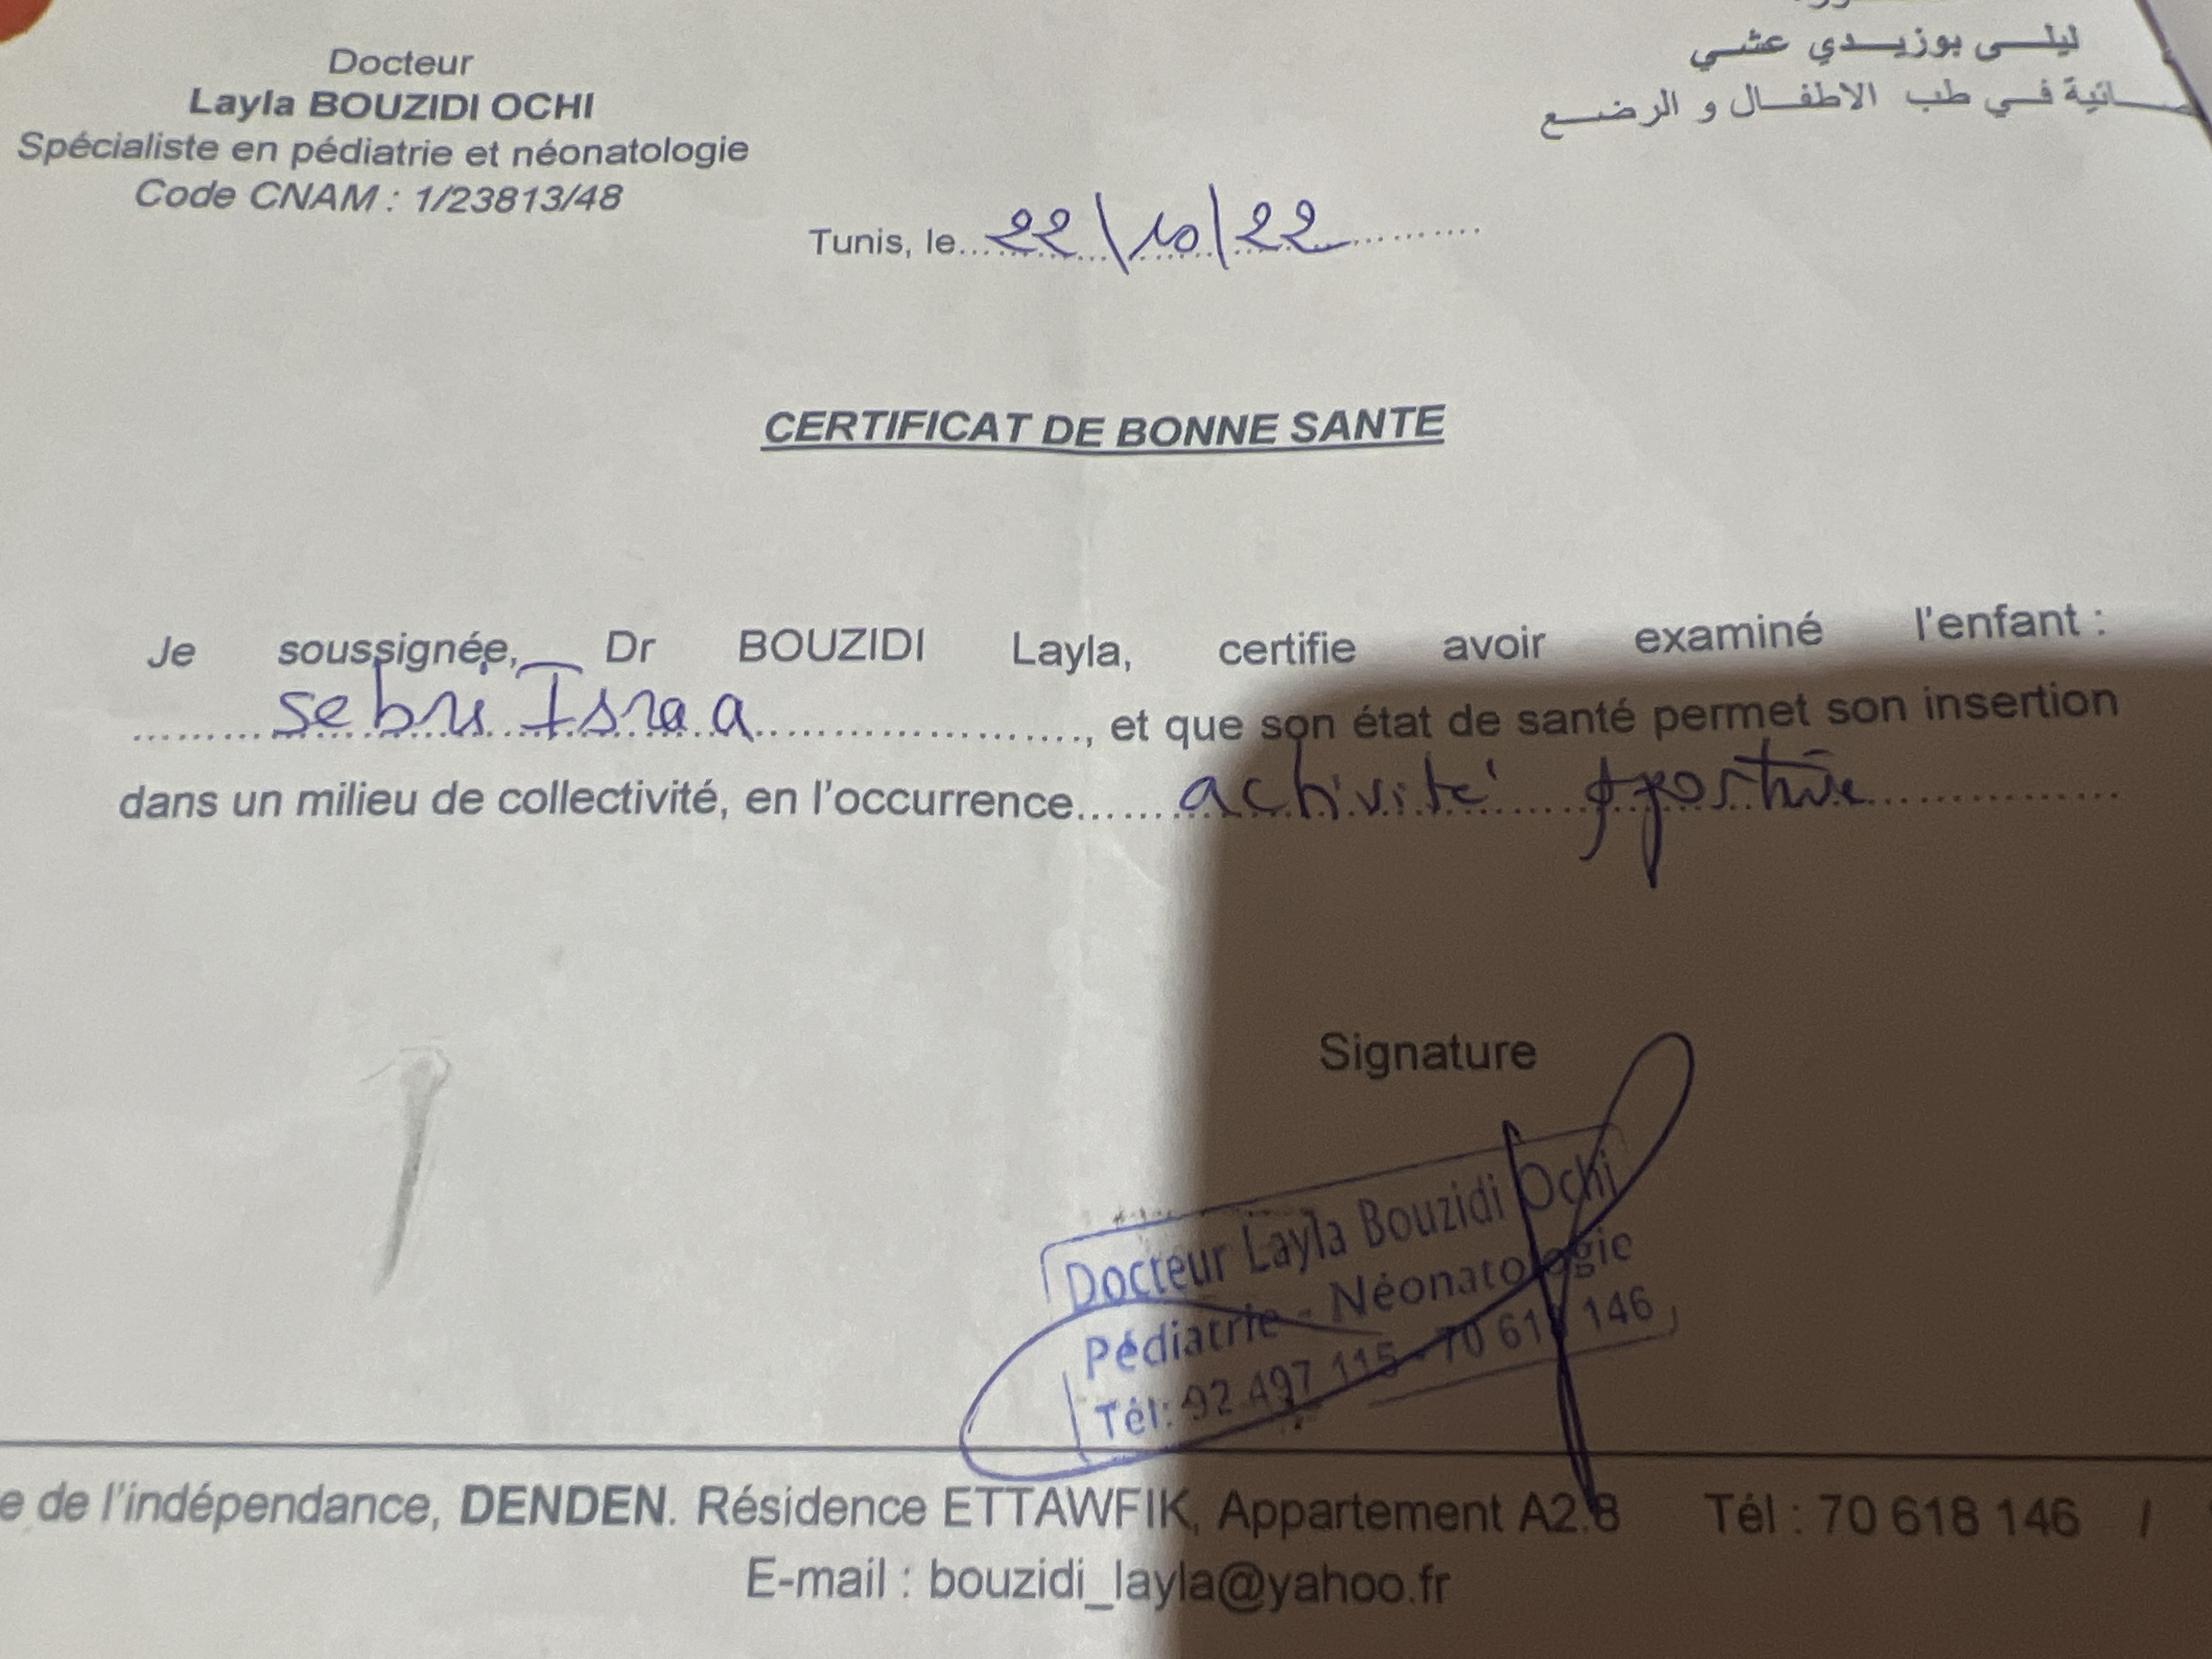 Docteur
Layla BOUZIDI OCHI
Spécialiste en pédiatrie et néonatologie
Code CNAM : 1/23813/48
ليلى بوزيدي عشي
في طب الاطفال و الرضع
Tunis, le...22/10/22..........
CERTIFICAT DE BONNE SANTE
Je soussignée, Dr BOUZIDI Layla, certifie avoir examiné l'enfant :
..........sebri Israa...................., et que son état de santé permet son insertion
dans un milieu de collectivité, en l'occurrence......activité sportive..............
Signature
Docteur Layla Bouzidi Ochi
Pédiatrie - Néonatologie
Tél: 92 497 115 - 70 618 146
de l'indépendance, DENDEN. Résidence ETTAWFIK, Appartement A2.8 Tél : 70 618 146 /
E-mail : bouzidi_layla@yahoo.fr